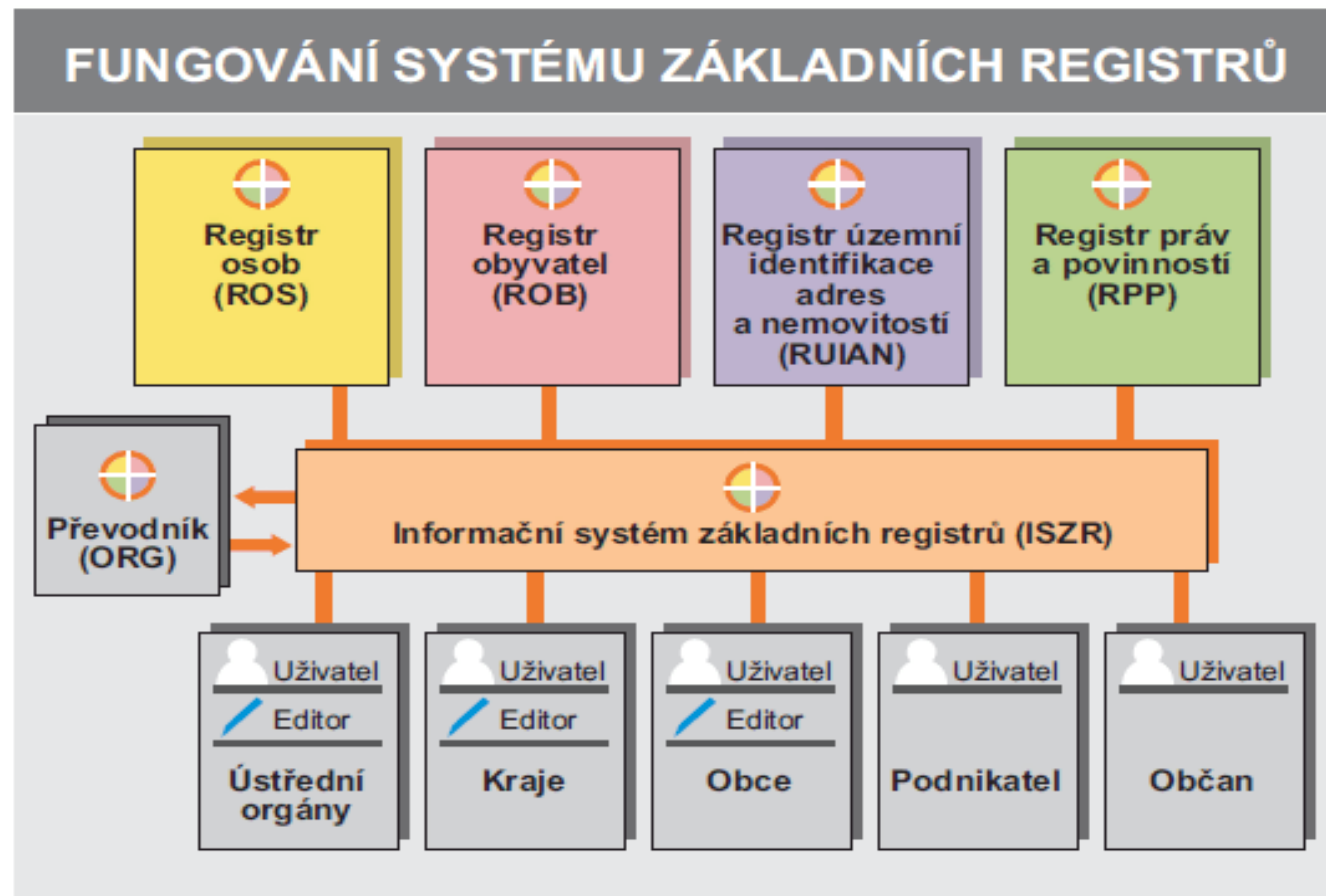 FUNGOVÁNÍ SYSTÉMU ZÁKLADNÍCH REGISTRŮ
Registr
osob
(ROS)
Registr
obyvatel
(ROB)
Registr územní
identifikace
adres
a nemovitostí
(RUIAN)
Registr práv
a povinností
(RPP)
Převodník
(ORG)
Informační systém základních registrů (ISZR)
Uživatel
Editor
Ústřední
orgány
Uživatel
Editor
Kraje
Uživatel
Editor
Obce
Uživatel
Podnikatel
Uživatel
Občan